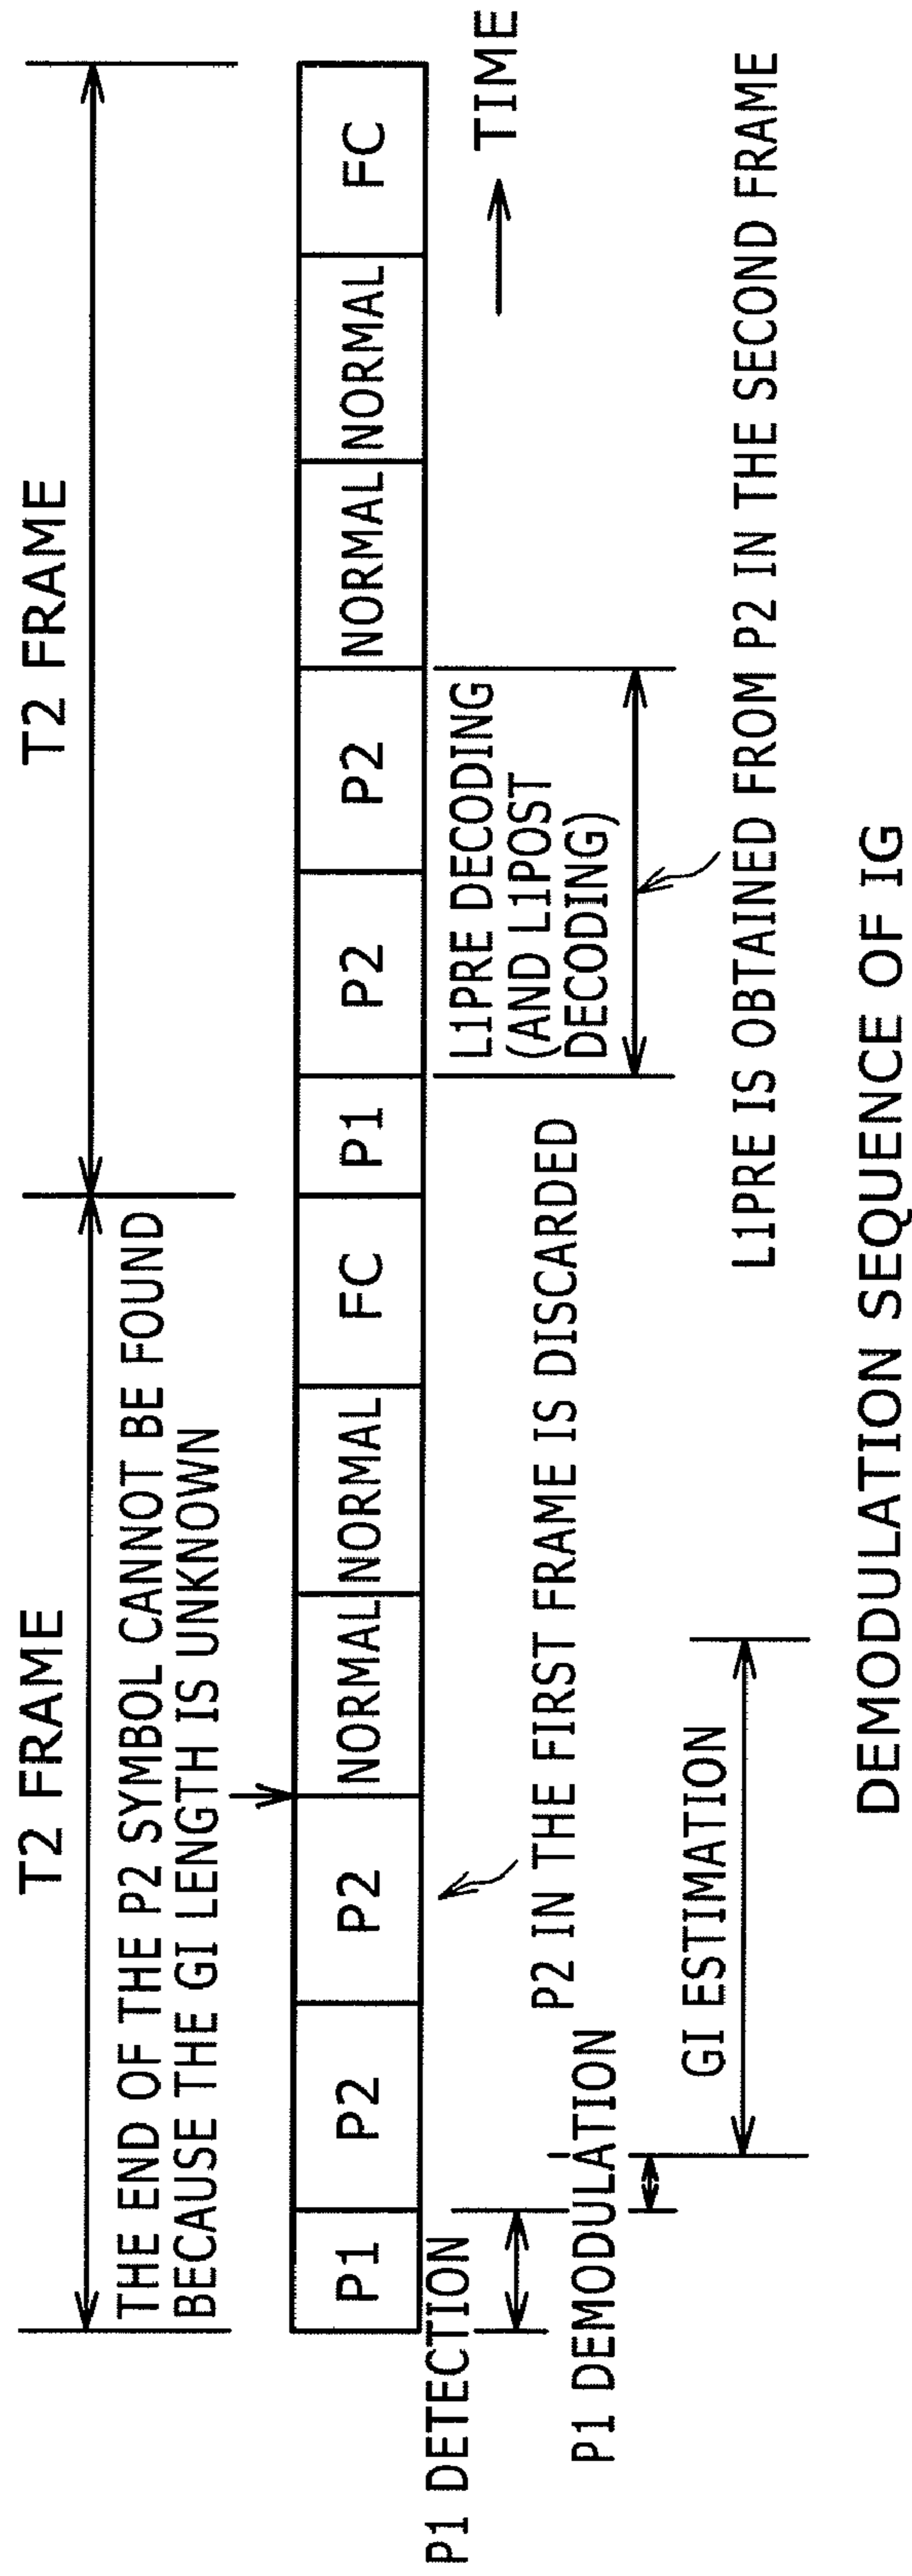 T2 FRAME
T2 FRAME
THE END OF THE P2 SYMBOL CANNOT BE FOUND
BECAUSE THE GI LENGTH IS UNKNOWN
P1
P2
P2
NORMAL
NORMAL
FC
P1
P2
P2
NORMAL
NORMAL
FC
P1 DETECTION
L1PRE DECODING
(AND L1POST
DECODING)
TIME
P2 IN THE FIRST FRAME IS DISCARDED
P1 DEMODULATION
GI ESTIMATION
L1PRE IS OBTAINED FROM P2 IN THE SECOND FRAME
DEMODULATION SEQUENCE OF IG